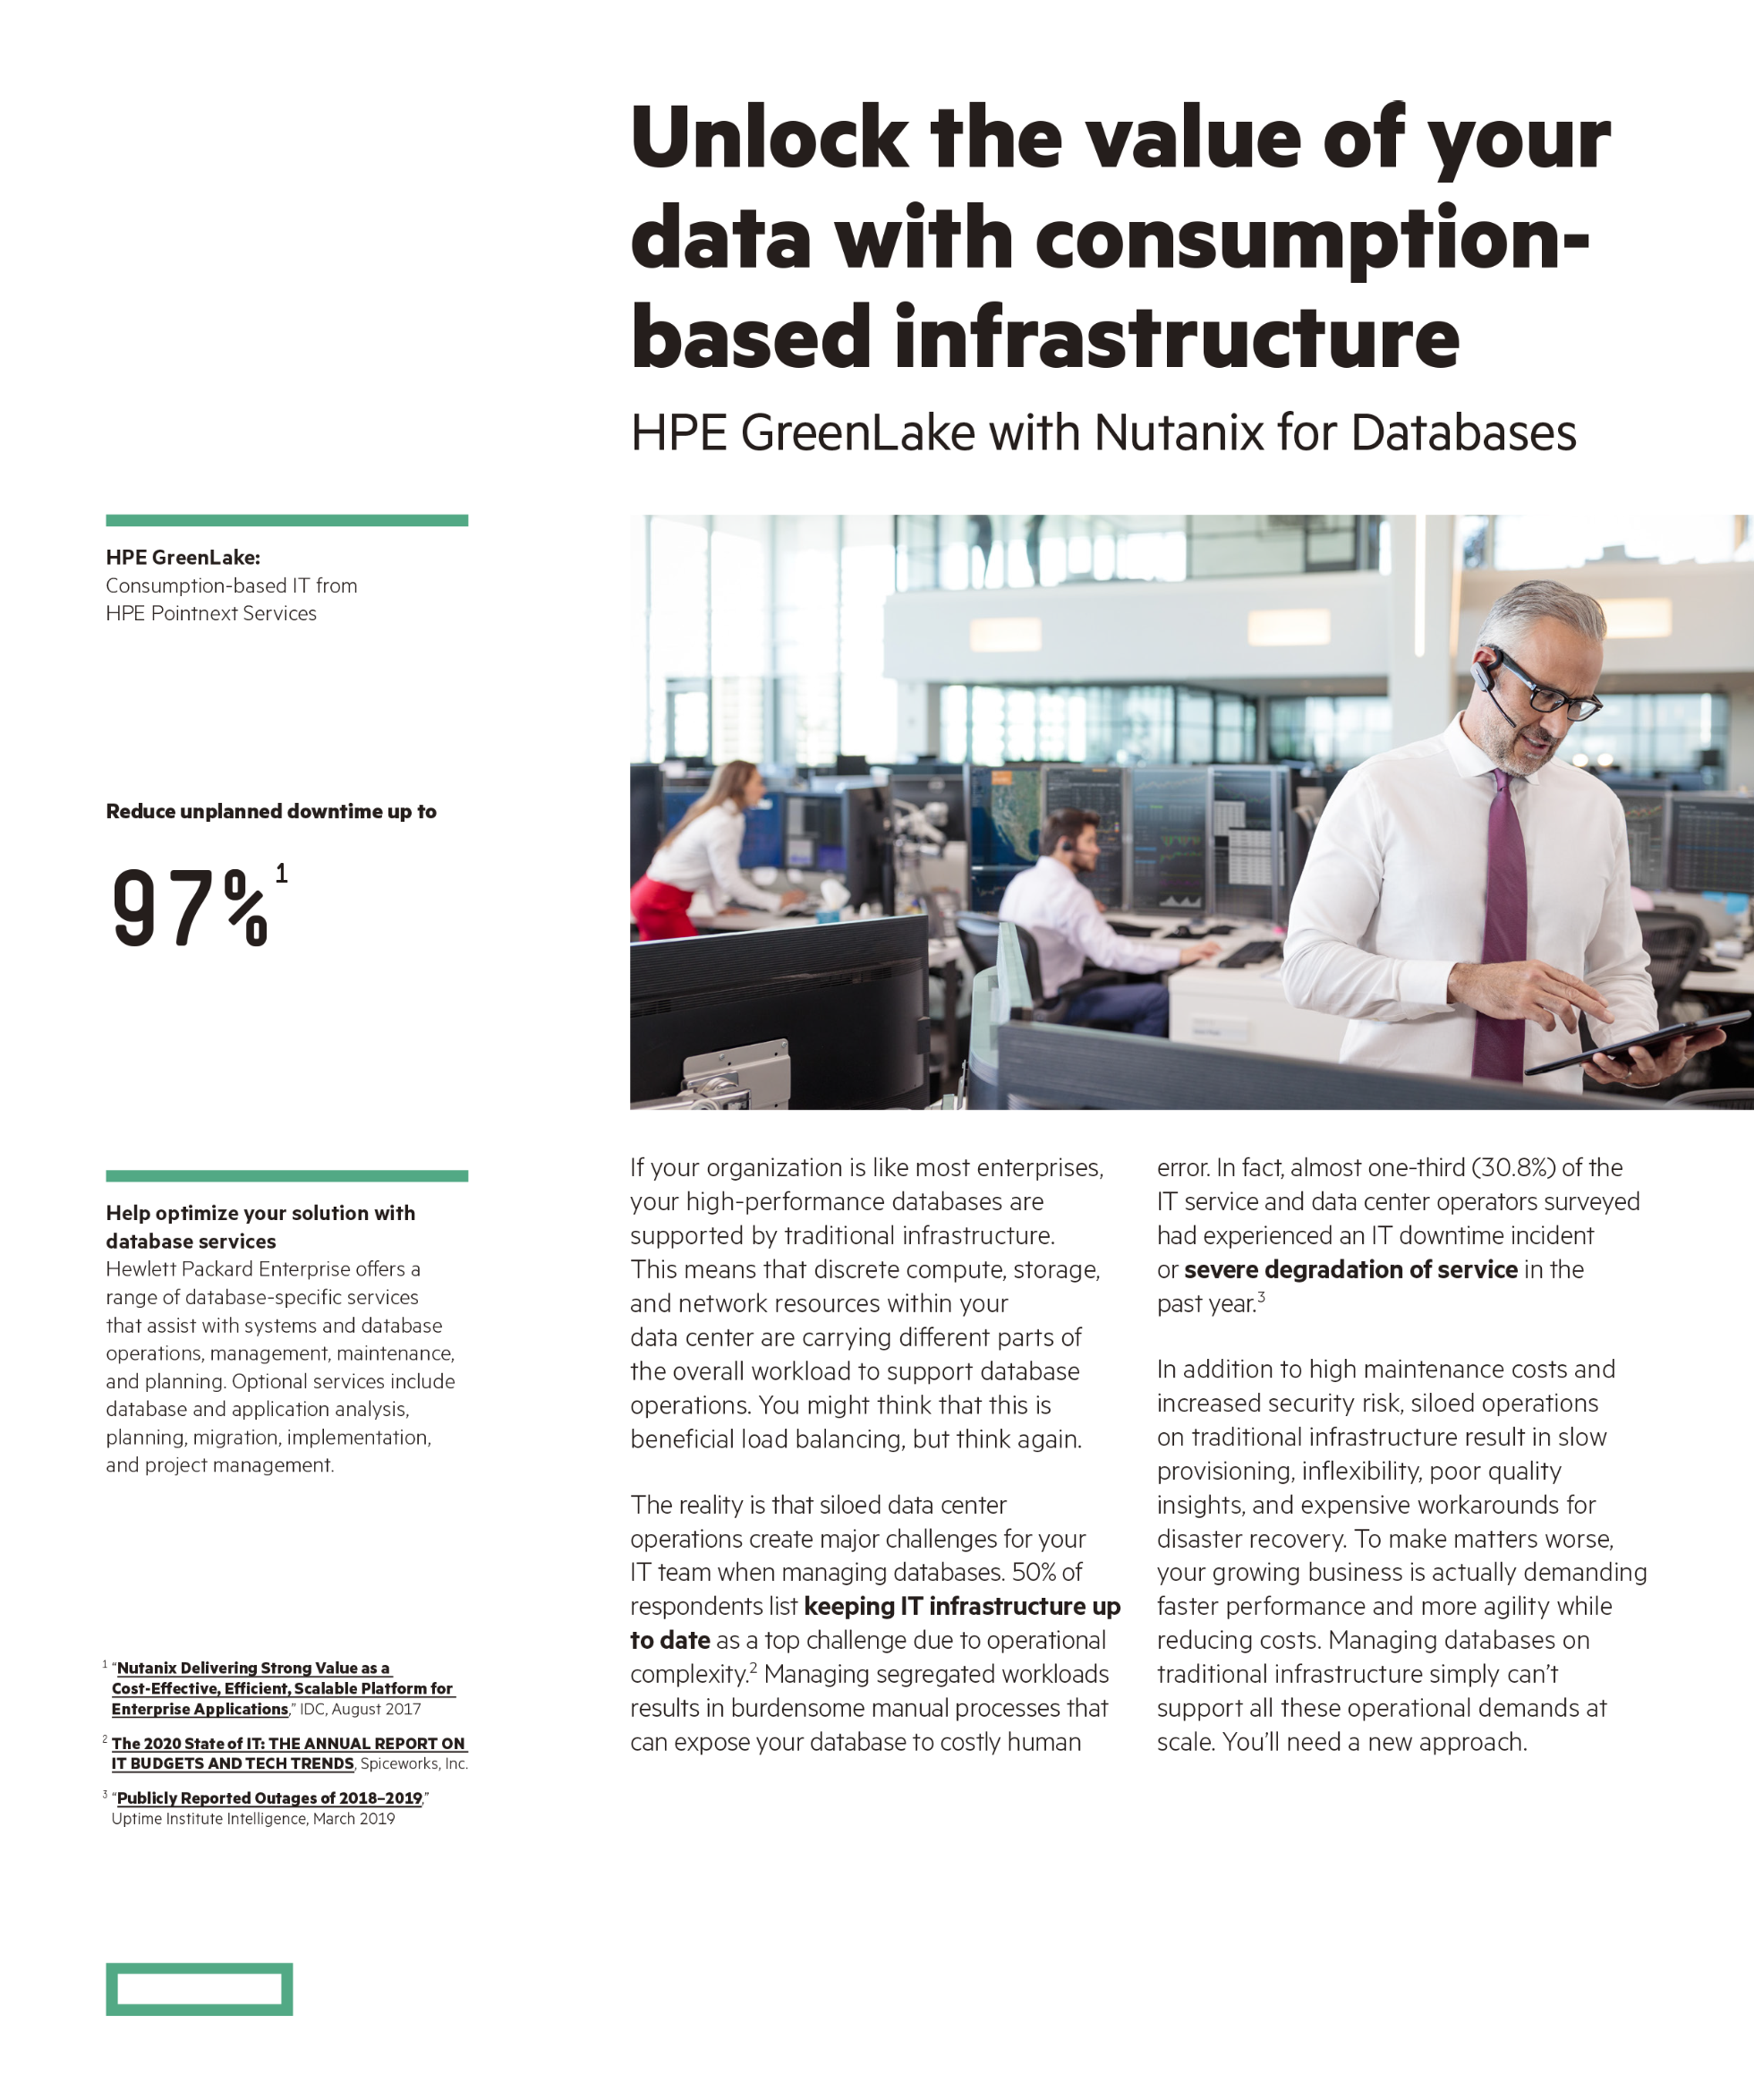 Unlock the value of your
data with consumption-
based infrastructure
HPE GreenLake with Nutanix for Databases
HPE GreenLake:
Consumption-based IT from
HPE Pointnext Services
Reduce unplanned downtime up to
97%1
Help optimize your solution with
database services
Hewlett Packard Enterprise offers a
range of database-specific services
that assist with systems and database
operations, management, maintenance,
and planning. Optional services include
database and application analysis,
planning, migration, implementation,
and project management.
1 “Nutanix Delivering Strong Value as a
Cost-Effective, Efficient, Scalable Platform for
Enterprise Applications,” IDC, August 2017
2 The 2020 State of IT: THE ANNUAL REPORT ON
IT BUDGETS AND TECH TRENDS, Spiceworks, Inc.
3 “Publicly Reported Outages of 2018–2019,”
Uptime Institute Intelligence, March 2019
If your organization is like most enterprises,
your high-performance databases are
supported by traditional infrastructure.
This means that discrete compute, storage,
and network resources within your
data center are carrying different parts of
the overall workload to support database
operations. You might think that this is
beneficial load balancing, but think again.
The reality is that siloed data center
operations create major challenges for your
IT team when managing databases. 50% of
respondents list keeping IT infrastructure up
to date as a top challenge due to operational
complexity.2 Managing segregated workloads
results in burdensome manual processes that
can expose your database to costly human
error. In fact, almost one-third (30.8%) of the
IT service and data center operators surveyed
had experienced an IT downtime incident
or severe degradation of service in the
past year.3
In addition to high maintenance costs and
increased security risk, siloed operations
on traditional infrastructure result in slow
provisioning, inflexibility, poor quality
insights, and expensive workarounds for
disaster recovery. To make matters worse,
your growing business is actually demanding
faster performance and more agility while
reducing costs. Managing databases on
traditional infrastructure simply can’t
support all these operational demands at
scale. You’ll need a new approach.